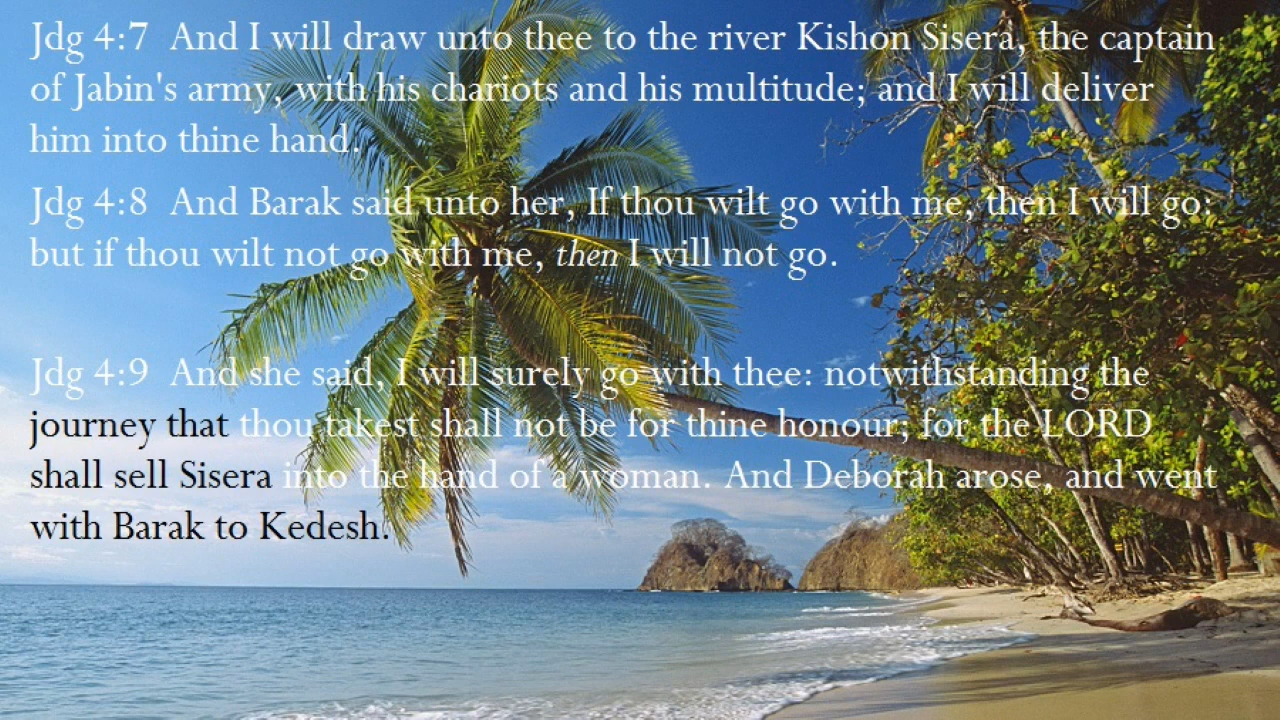 Jdg 4:7 And I will draw unto thee to the river Kishon Sisera, the captain
of Jabin's army, with his chariots and his multitude; and I will deliver
him into thine hand.
Jdg 4:8 And Barak said unto her, If thou wilt go with me, then I will go:
but if thou wilt not go with me, then I will not go.
Jdg 4:9 And she said, I will surely go with thee: notwithstanding the
journey that thou takest shall not be for thine honour; for the LORD
shall sell Sisera into the hand of a woman. And Deborah arose, and went
with Barak to Kedesh.